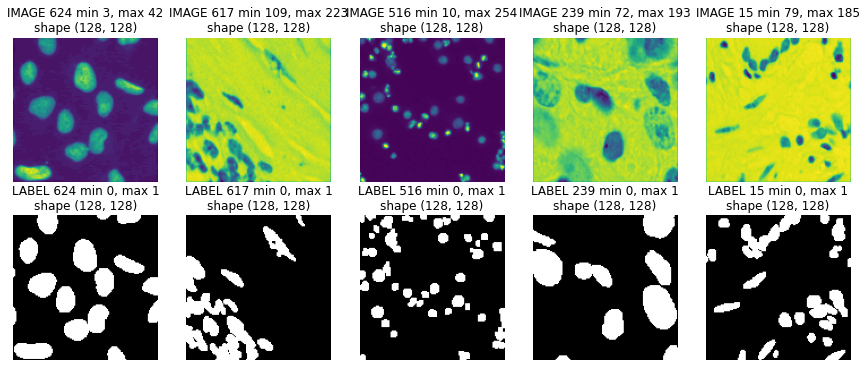 IMAGE 624 min 3, max 42
shape (128, 128)
IMAGE 617 min 109, max 223
shape (128, 128)
IMAGE 516 min 10, max 254
shape (128, 128)
IMAGE 239 min 72, max 193
shape (128, 128)
IMAGE 15 min 79, max 185
shape (128, 128)
LABEL 624 min 0, max 1
shape (128, 128)
LABEL 617 min 0, max 1
shape (128, 128)
LABEL 516 min 0, max 1
shape (128, 128)
LABEL 239 min 0, max 1
shape (128, 128)
LABEL 15 min 0, max 1
shape (128, 128)